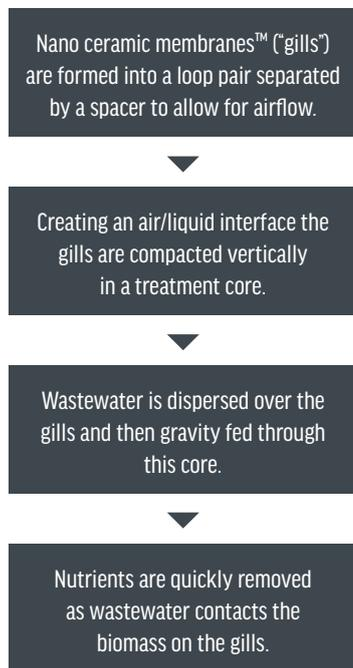 Nano ceramic membranes™ (“gills”)
are formed into a loop pair separated
by a spacer to allow for airflow.
Creating an air/liquid interface the
gills are compacted vertically
in a treatment core.
Wastewater is dispersed over the
gills and then gravity fed through
this core.
Nutrients are quickly removed
as wastewater contacts the
biomass on the gills.